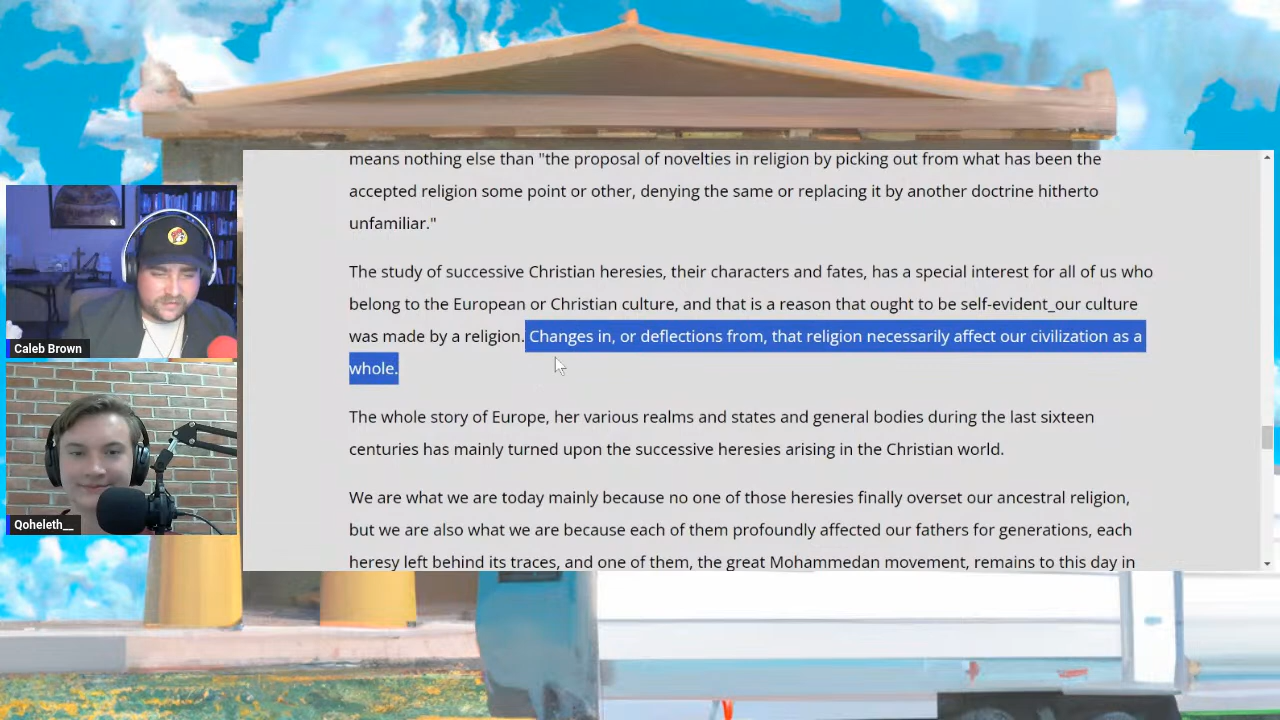 means nothing else than "the proposal of novelties in religion by picking out from what has been the
accepted religion some point or other, denying the same or replacing it by another doctrine hitherto
unfamiliar."
The study of successive Christian heresies, their characters and fates, has a special interest for all of us who
belong to the European or Christian culture, and that is a reason that ought to be self-evident_our culture
was made by a religion. Changes in, or deflections from, that religion necessarily affect our civilization as a
whole.
The whole story of Europe, her various realms and states and general bodies during the last sixteen
centuries has mainly turned upon the successive heresies arising in the Christian world.
We are what we are today mainly because no one of those heresies finally overset our ancestral religion,
but we are also what we are because each of them profoundly affected our fathers for generations, each
heresy left behind its traces, and one of them, the great Mohammedan movement, remains to this day in
Caleb Brown
Qoheleth__